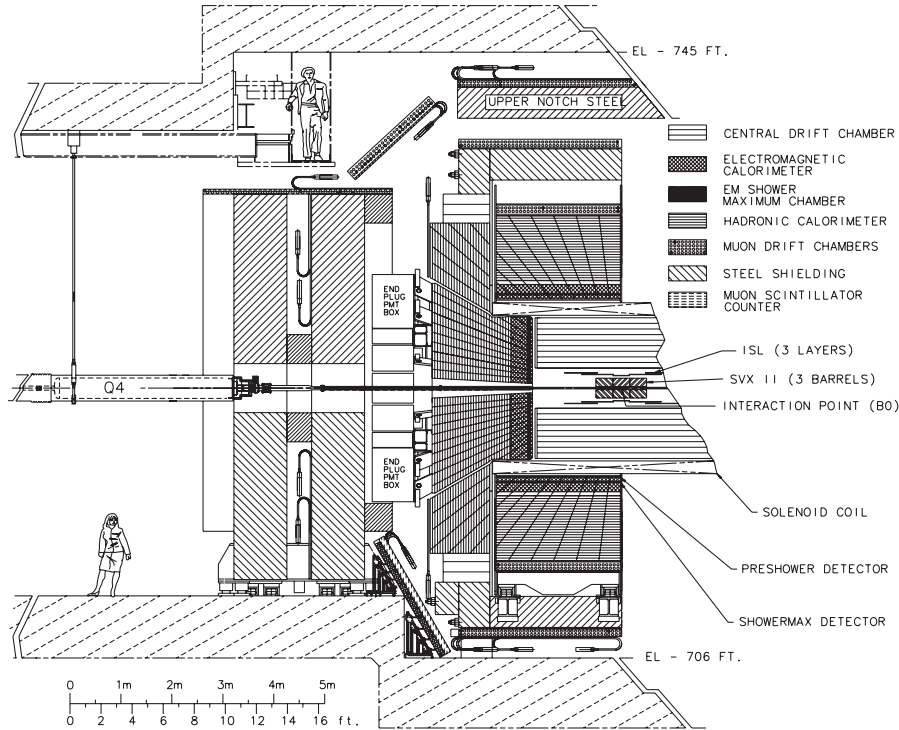 EL - 745 FT.
UPPER NOTCH STEEL
CENTRAL DRIFT CHAMBER
ELECTROMAGNETIC
CALORIMETER
EM SHOWER
MAXIMUM CHAMBER
HADRONIC CALORIMETER
MUON DRIFT CHAMBERS
STEEL SHIELDING
MUON SCINTILLATOR
COUNTER
END
PLUG
PMT
BOX
ISL (3 LAYERS)
Q4
SVX II (3 BARRELS)
INTERACTION POINT (B0)
END
PLUG
PMT
BOX
SOLENOID COIL
PRESHOWER DETECTOR
SHOWERMAX DETECTOR
EL - 706 FT.
0 1m 2m 3m 4m 5m
0 2 4 6 8 10 12 14 16 ft.